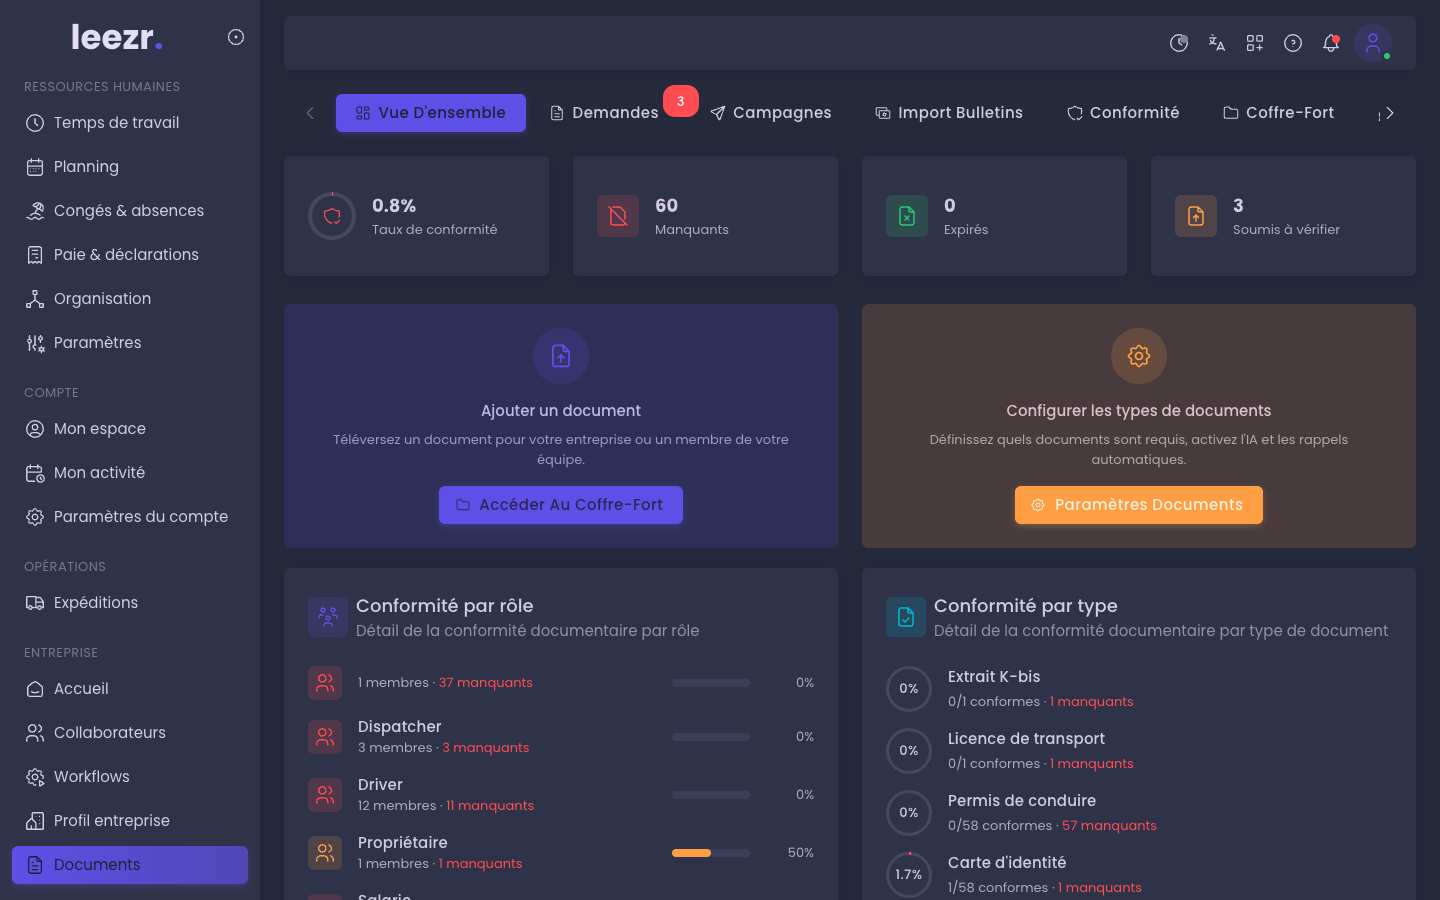 leezr.
RESSOURCES HUMAINES
Temps de travail
Planning
Congés & absences
Paie & déclarations
Organisation
Paramètres
COMPTE
Mon espace
Mon activité
Paramètres du compte
OPÉRATIONS
Expéditions
ENTREPRISE
Accueil
Collaborateurs
Workflows
Profil entreprise
Documents
Vue D'ensemble
Demandes
3
Campagnes
Import Bulletins
Conformité
Coffre-Fort
0.8%
Taux de conformité
60
Manquants
0
Expirés
3
Soumis à vérifier
Ajouter un document
Téléversez un document pour votre entreprise ou un membre de votre
équipe.
Accéder Au Coffre-Fort
Configurer les types de documents
Définissez quels documents sont requis, activez l'IA et les rappels
automatiques.
Paramètres Documents
Conformité par rôle
Détail de la conformité documentaire par rôle
1 membres · 37 manquants
0%
Dispatcher
3 membres · 3 manquants
0%
Driver
12 membres · 11 manquants
0%
Propriétaire
1 membres · 1 manquants
50%
Salarie
Conformité par type
Détail de la conformité documentaire par type de document
0%
Extrait K-bis
0/1 conformes · 1 manquants
0%
Licence de transport
0/1 conformes · 1 manquants
0%
Permis de conduire
0/58 conformes · 57 manquants
1.7%
Carte d'identité
1/58 conformes · 1 manquants